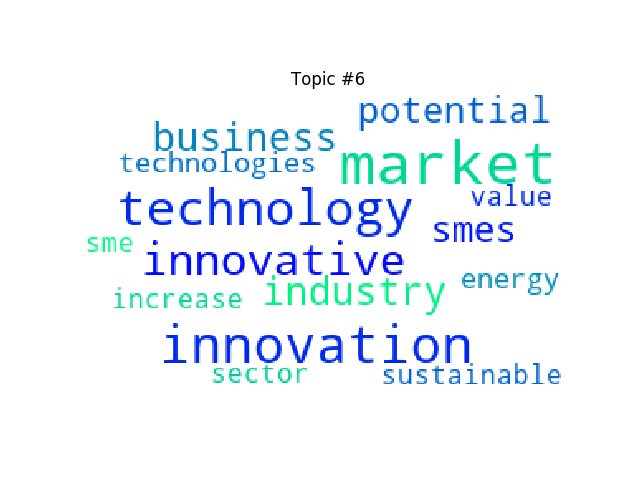 Topic #6
potential
business
market
technologies
technology
value
smes
sme
innovative
energy
industry
increase
innovation
sector
sustainable